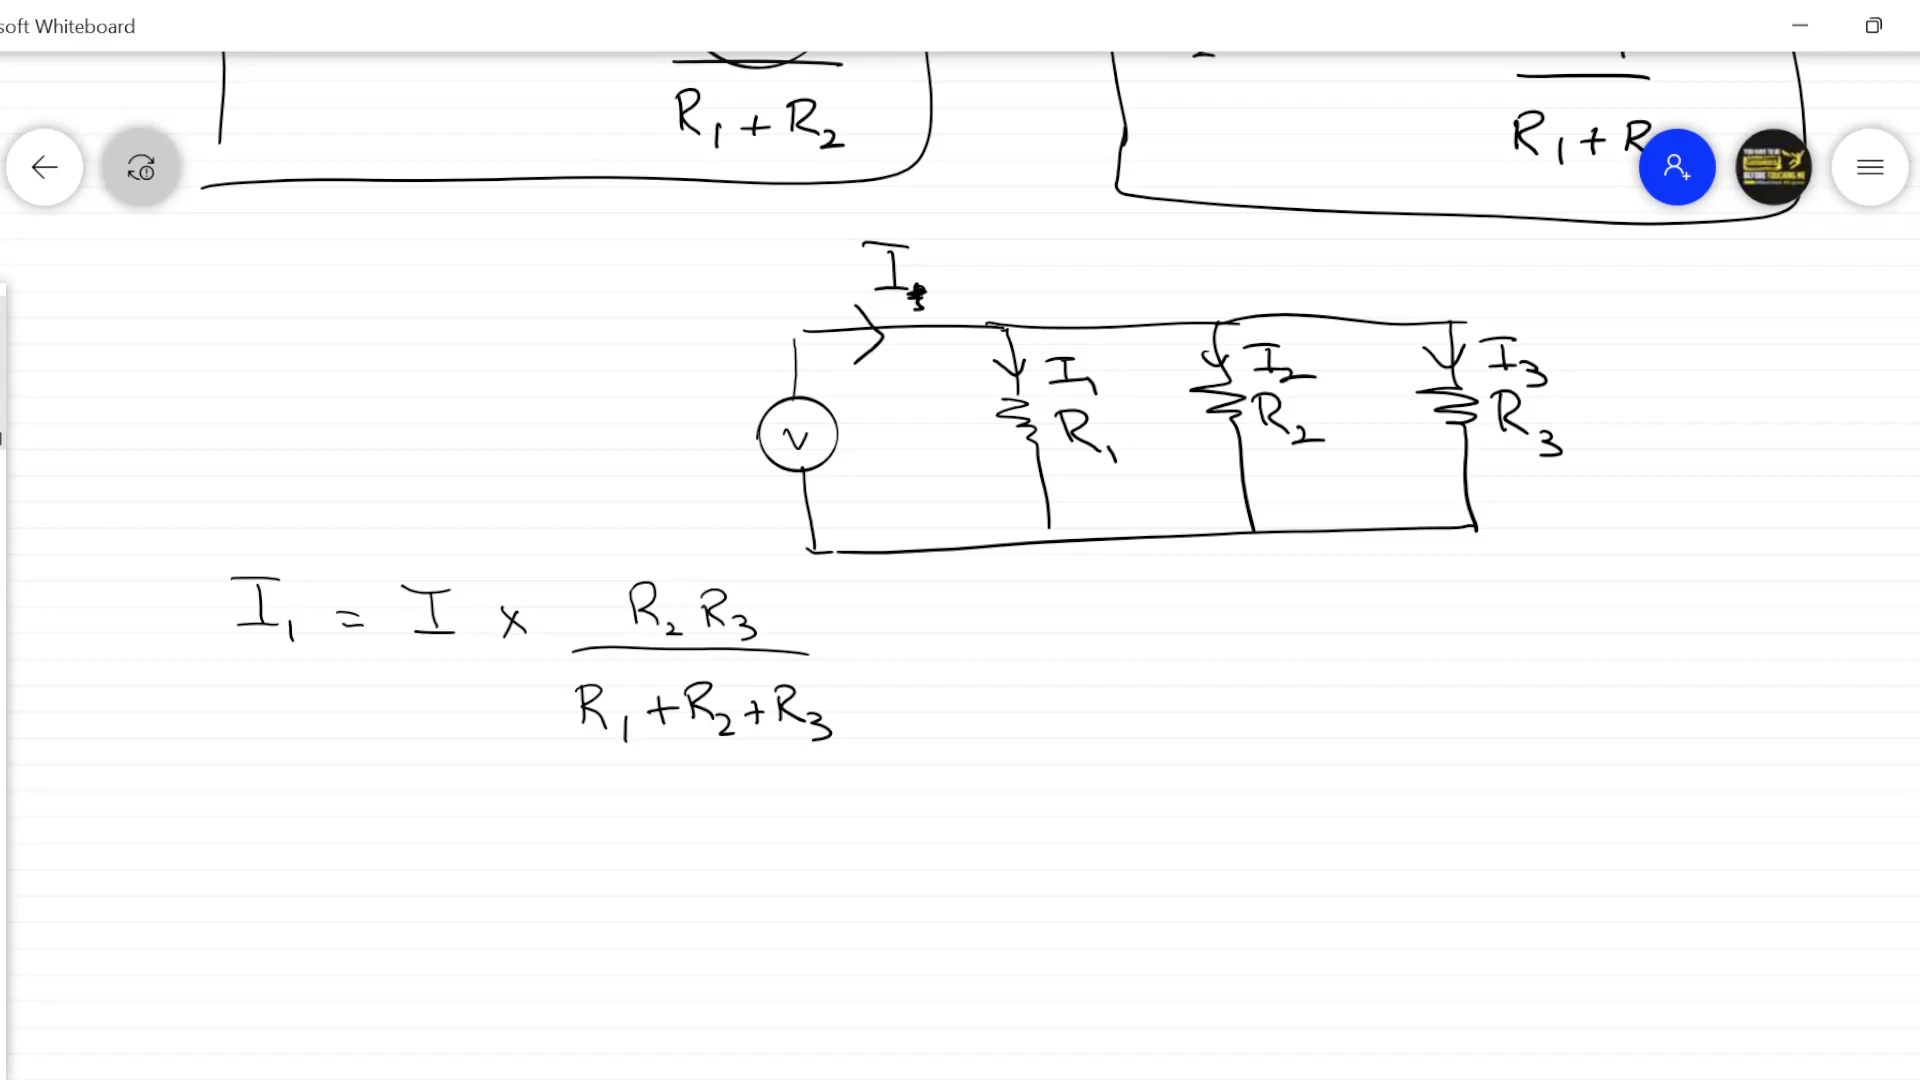 soft Whiteboard
R₁ + R₂
R₁ + R
I
I₁ I₂ I₃
V R₁ R₂ R₃
I₁ = I × R₂ R₃
R₁ + R₂ + R₃